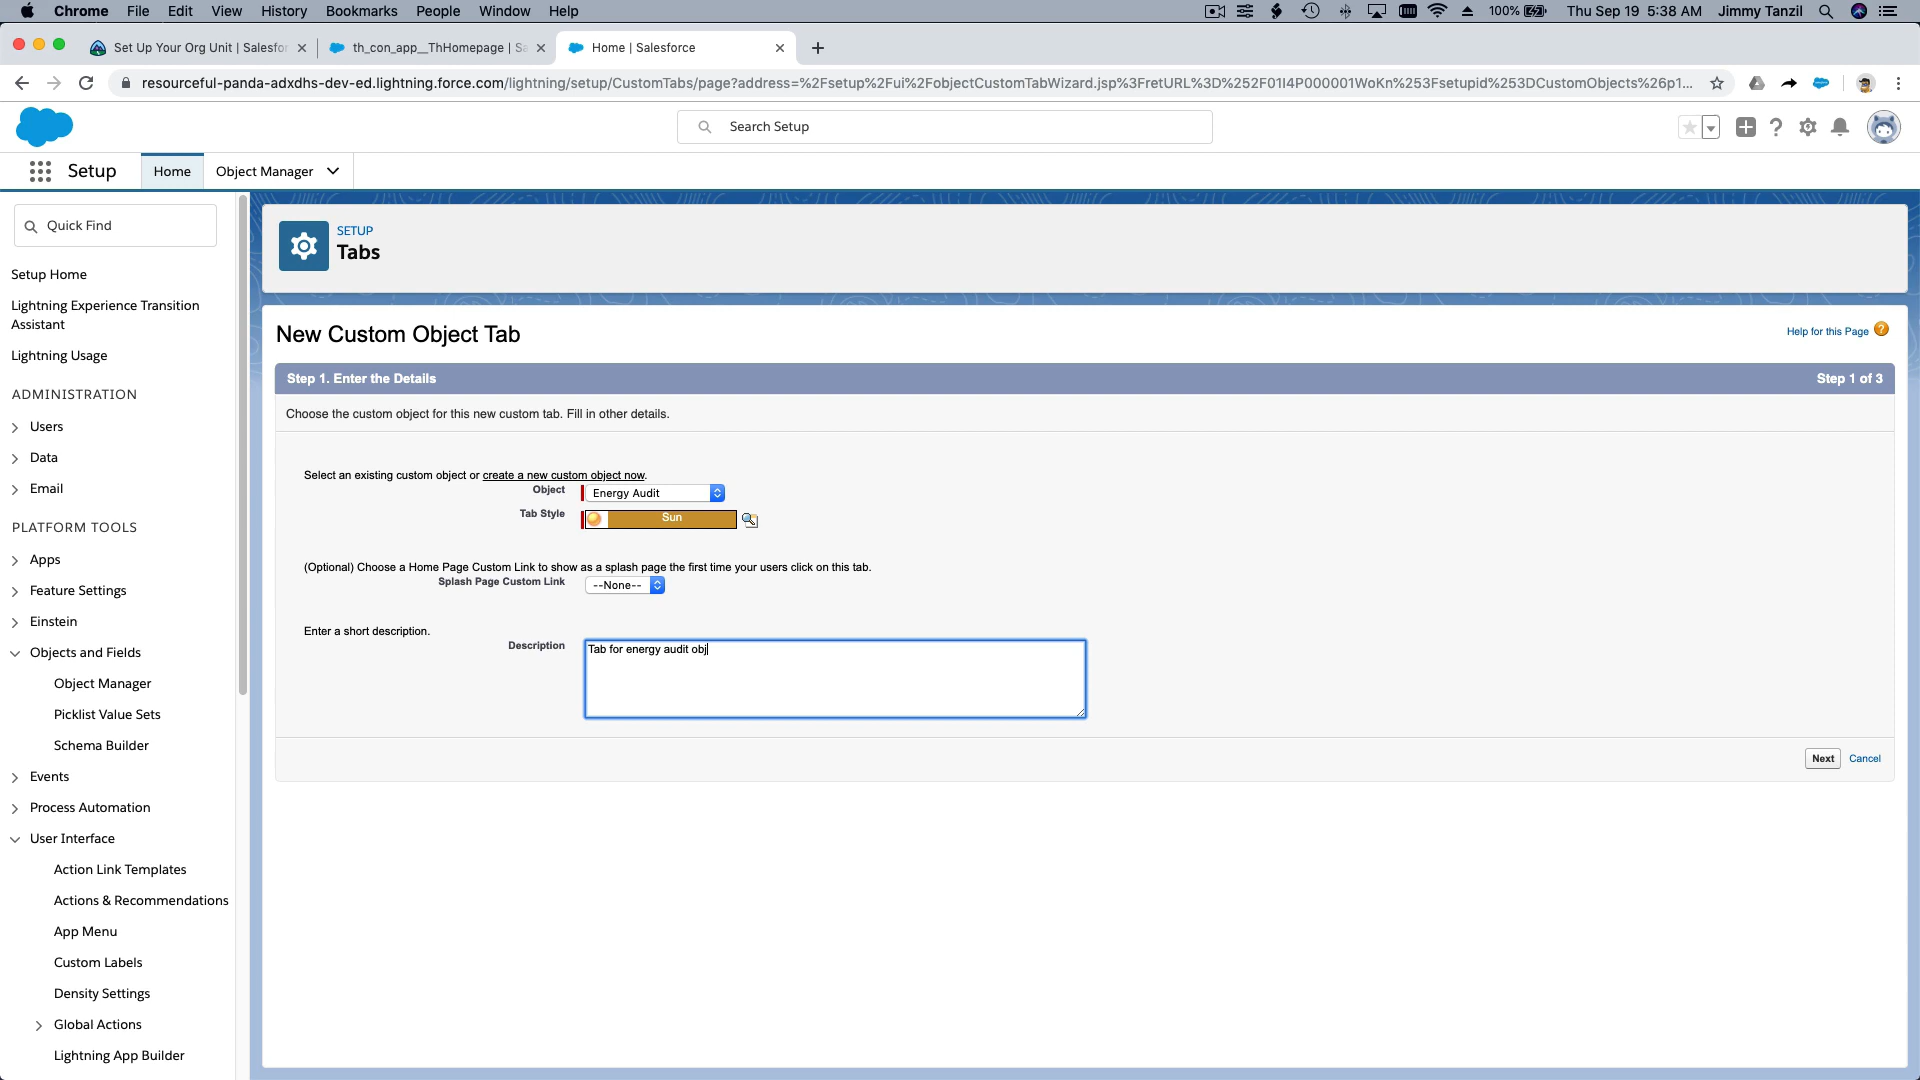 Chrome File Edit View History Bookmarks People Window Help 100% Thu Sep 19 5:38 AM Jimmy Tanzil
Set Up Your Org Unit | Salesfor th_con_app__ThHomepage | Sa Home | Salesforce
resourceful-panda-adxdhs-dev-ed.lightning.force.com/lightning/setup/CustomTabs/page?address=%2Fsetup%2Fui%2FobjectCustomTabWizard.jsp%3FretURL%3D%252F01I4P000001WoKn%253Fsetupid%253DCustomObjects%26p1...
Search Setup
Setup Home Object Manager
Quick Find
Setup Home
Lightning Experience Transition
Assistant
Lightning Usage
ADMINISTRATION
Users
Data
Email
PLATFORM TOOLS
Apps
Feature Settings
Einstein
Objects and Fields
Object Manager
Picklist Value Sets
Schema Builder
Events
Process Automation
User Interface
Action Link Templates
Actions & Recommendations
App Menu
Custom Labels
Density Settings
Global Actions
Lightning App Builder
SETUP
Tabs
New Custom Object Tab
Help for this Page ?
Step 1. Enter the Details Step 1 of 3
Choose the custom object for this new custom tab. Fill in other details.
Select an existing custom object or create a new custom object now.
Object Energy Audit
Tab Style Sun
(Optional) Choose a Home Page Custom Link to show as a splash page the first time your users click on this tab.
Splash Page Custom Link --None--
Enter a short description.
Description Tab for energy audit obj
Next Cancel